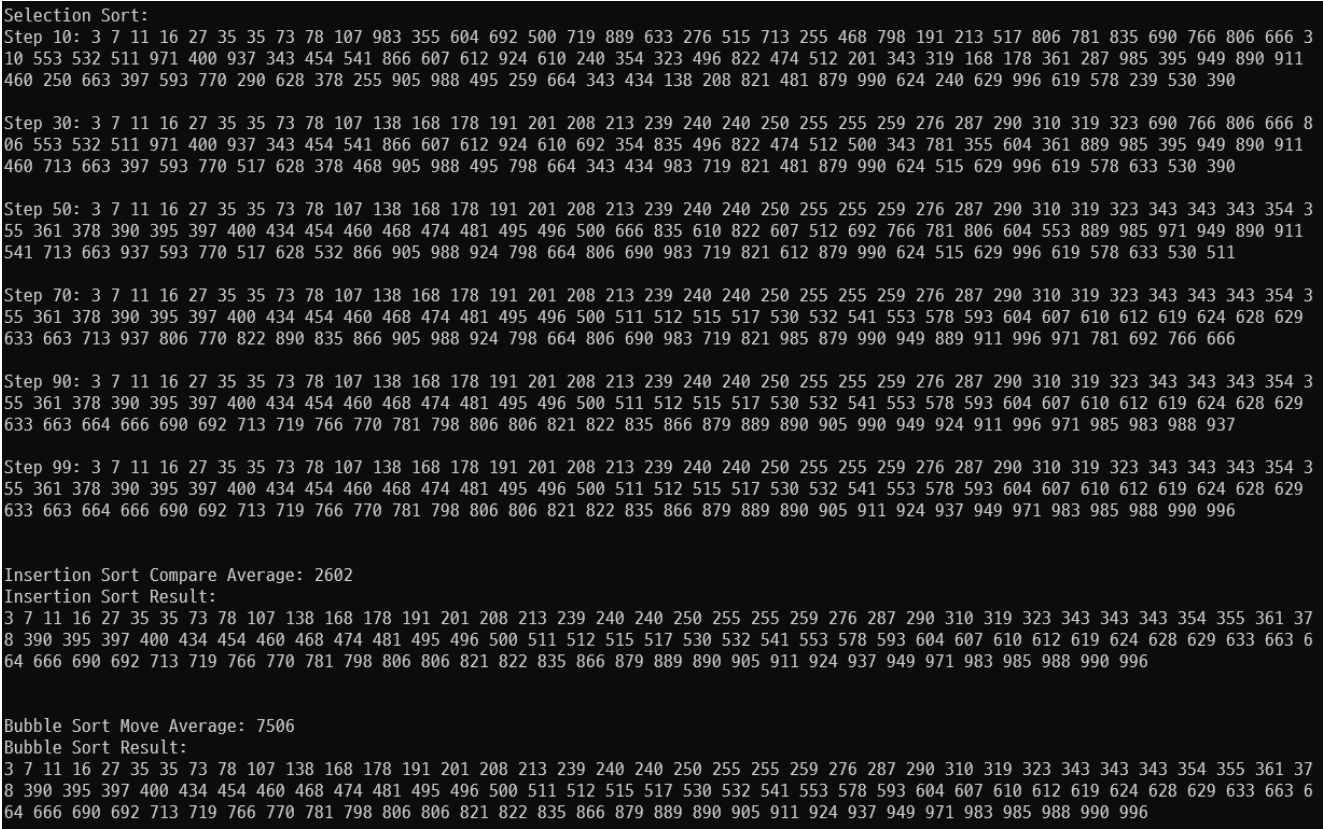 Selection Sort:
Step 10: 3 7 11 16 27 35 35 73 78 107 983 355 604 692 500 719 889 633 276 515 713 255 468 798 191 213 517 806 781 835 690 766 806 666 3
10 553 532 511 971 400 937 343 454 541 866 607 612 924 610 240 354 323 496 822 474 512 201 343 319 168 178 361 287 985 395 949 890 911
460 250 663 397 593 770 290 628 378 255 905 988 495 259 664 343 434 138 208 821 481 879 990 624 240 629 996 619 578 239 530 390
Step 30: 3 7 11 16 27 35 35 73 78 107 138 168 178 191 201 208 213 239 240 240 250 255 255 259 276 287 290 310 319 323 690 766 806 666 8
06 553 532 511 971 400 937 343 454 541 866 607 612 924 610 692 354 835 496 822 474 512 500 343 781 355 604 361 889 985 395 949 890 911
460 713 663 397 593 770 517 628 378 468 905 988 495 798 664 343 434 983 719 821 481 879 990 624 515 629 996 619 578 633 530 390
Step 50: 3 7 11 16 27 35 35 73 78 107 138 168 178 191 201 208 213 239 240 240 250 255 255 259 276 287 290 310 319 323 343 343 343 354 3
55 361 378 390 395 397 400 434 454 460 468 474 481 495 496 500 666 835 610 822 607 512 692 766 781 806 604 553 889 985 971 949 890 911
541 713 663 937 593 770 517 628 532 866 905 988 924 798 664 806 690 983 719 821 612 879 990 624 515 629 996 619 578 633 530 511
Step 70: 3 7 11 16 27 35 35 73 78 107 138 168 178 191 201 208 213 239 240 240 250 255 255 259 276 287 290 310 319 323 343 343 343 354 3
55 361 378 390 395 397 400 434 454 460 468 474 481 495 496 500 511 512 515 517 530 532 541 553 578 593 604 607 610 612 619 624 628 629
633 663 713 937 806 770 822 890 835 866 905 988 924 798 664 806 690 983 719 821 985 879 990 949 889 911 996 971 781 692 766 666
Step 90: 3 7 11 16 27 35 35 73 78 107 138 168 178 191 201 208 213 239 240 240 250 255 255 259 276 287 290 310 319 323 343 343 343 354 3
55 361 378 390 395 397 400 434 454 460 468 474 481 495 496 500 511 512 515 517 530 532 541 553 578 593 604 607 610 612 619 624 628 629
633 663 664 666 690 692 713 719 766 770 781 798 806 806 821 822 835 866 879 889 890 905 990 949 924 911 996 971 985 983 988 937
Step 99: 3 7 11 16 27 35 35 73 78 107 138 168 178 191 201 208 213 239 240 240 250 255 255 259 276 287 290 310 319 323 343 343 343 354 3
55 361 378 390 395 397 400 434 454 460 468 474 481 495 496 500 511 512 515 517 530 532 541 553 578 593 604 607 610 612 619 624 628 629
633 663 664 666 690 692 713 719 766 770 781 798 806 806 821 822 835 866 879 889 890 905 911 924 937 949 971 983 985 988 990 996
Insertion Sort Compare Average: 2602
Insertion Sort Result:
3 7 11 16 27 35 35 73 78 107 138 168 178 191 201 208 213 239 240 240 250 255 255 259 276 287 290 310 319 323 343 343 343 354 355 361 37
8 390 395 397 400 434 454 460 468 474 481 495 496 500 511 512 515 517 530 532 541 553 578 593 604 607 610 612 619 624 628 629 633 663 6
64 666 690 692 713 719 766 770 781 798 806 806 821 822 835 866 879 889 890 905 911 924 937 949 971 983 985 988 990 996
Bubble Sort Move Average: 7506
Bubble Sort Result:
3 7 11 16 27 35 35 73 78 107 138 168 178 191 201 208 213 239 240 240 250 255 255 259 276 287 290 310 319 323 343 343 343 354 355 361 37
8 390 395 397 400 434 454 460 468 474 481 495 496 500 511 512 515 517 530 532 541 553 578 593 604 607 610 612 619 624 628 629 633 663 6
64 666 690 692 713 719 766 770 781 798 806 806 821 822 835 866 879 889 890 905 911 924 937 949 971 983 985 988 990 996